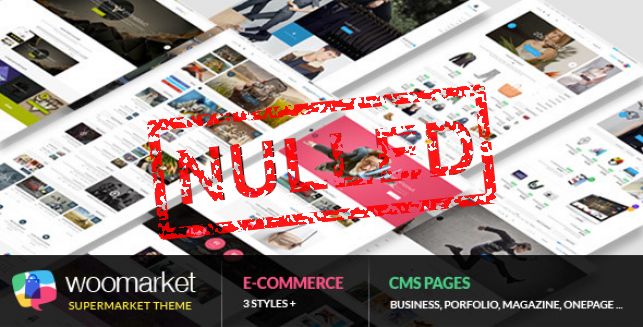 NULLED
woomarket
SUPERMARKET THEME
E-COMMERCE
3 STYLES +
CMS PAGES
BUSINESS, PORFOLIO, MAGAZINE, ONEPAGE ...